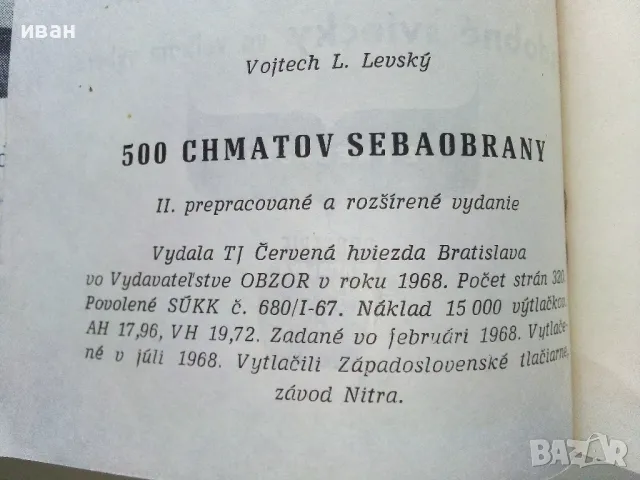 иван
Vojtech L. Levský
500 CHMATOV SEBAOBRANY
II. prepracované a rozšírené vydanie
Vydala TJ Červená hviezda Bratislava
vo Vydavateľstve OBZOR v roku 1968. Počet strán 320.
Povolené SÚKK č. 680/I-67. Náklad 15 000 výtlačkov.
AH 17,96, VH 19,72. Zadané vo februári 1968. Vytlače-
né v júli 1968. Vytlačili Západoslovenské tlačiarne,
závod Nitra.
BAZAR